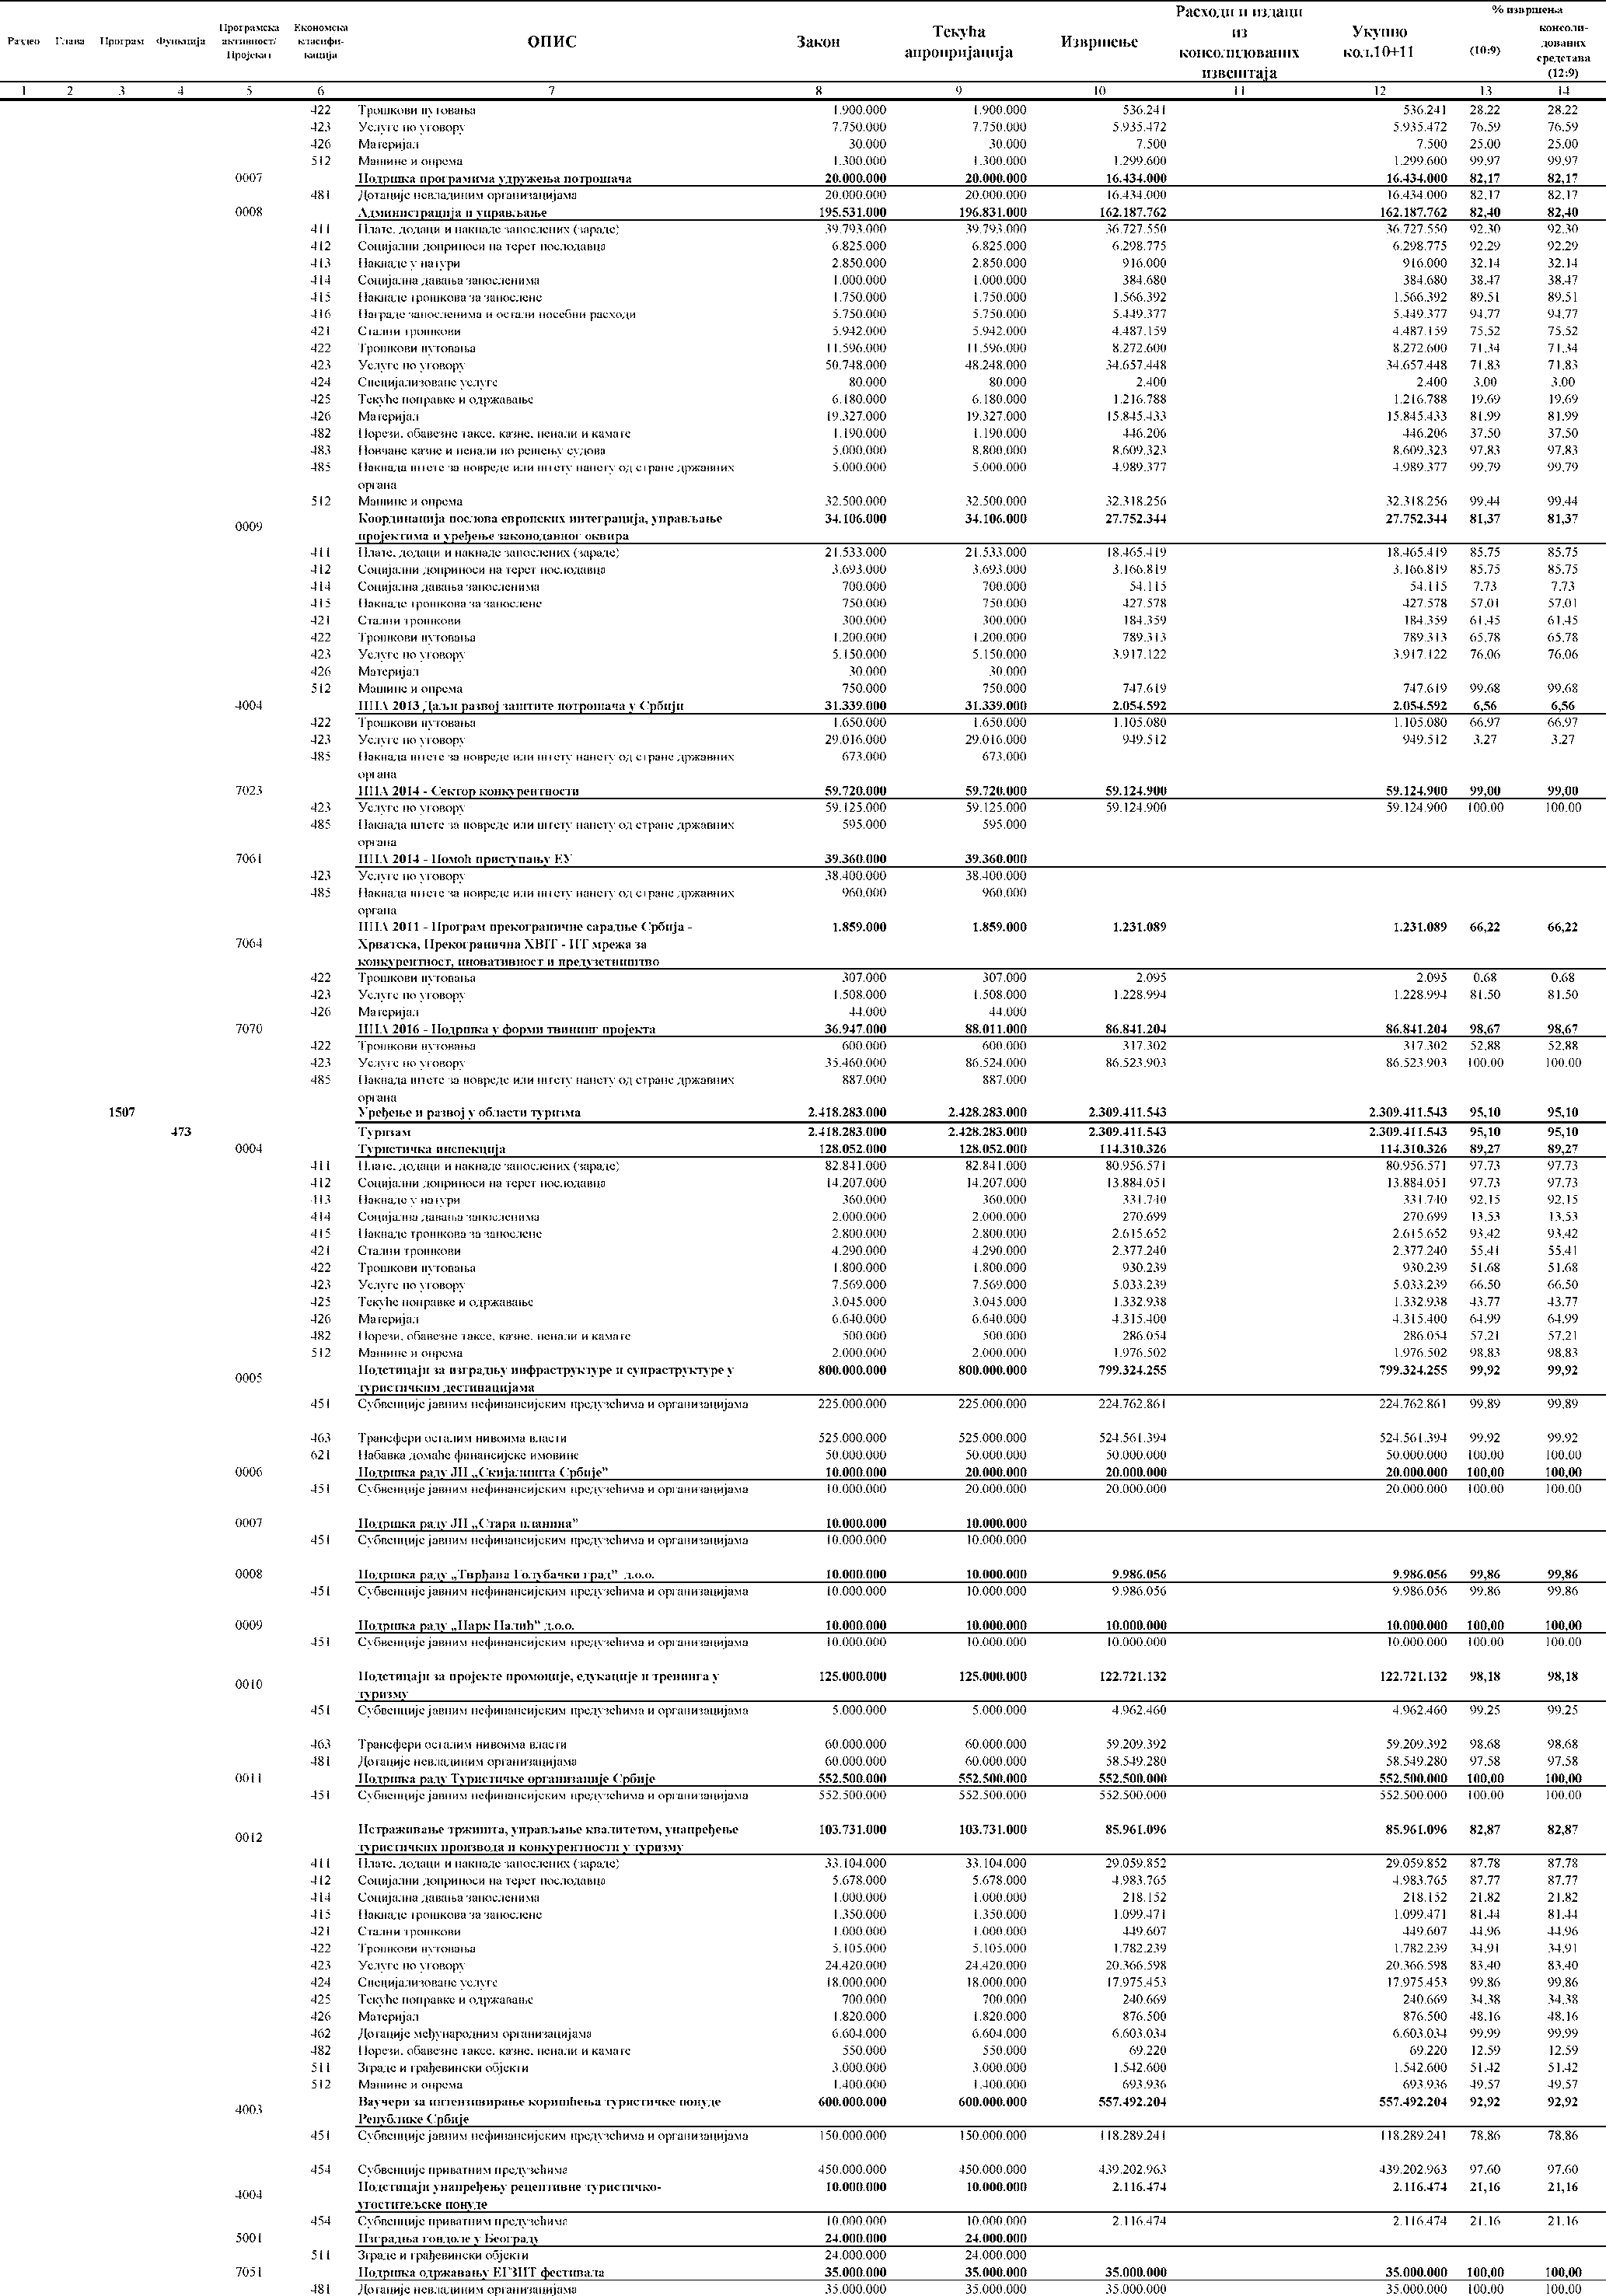 Раздео Глава Програм Функција Програмска активност/ Пројекат Економска класифи-кација ОПИС Закон Текућа апропријација Извршење Расходи и издаци из консолидованих извештаја Укупно кол.10+11 % извршења (10:9) консоли-дованих средстава (12:9)
1 2 3 4 5 6 7 8 9 10 11 12 13 14
422 Трошкови путовања 1.900.000 1.900.000 536.241 536.241 28,22 28,22
423 Услуге по уговору 7.750.000 7.750.000 5.935.472 5.935.472 76,59 76,59
426 Материјал 30.000 30.000 7.500 7.500 25,00 25,00
512 Машине и опрема 1.300.000 1.300.000 1.299.600 1.299.600 99,97 99,97
0007 Подршка програмима удружења потрошача 20.000.000 20.000.000 16.434.000 16.434.000 82,17 82,17
481 Дотације невладиним организацијама 20.000.000 20.000.000 16.434.000 16.434.000 82,17 82,17
0008 Администрација и управљање 195.531.000 196.831.000 162.187.762 162.187.762 82,40 82,40
411 Плате, додаци и накнаде запослених (зараде) 39.793.000 39.793.000 36.727.550 36.727.550 92,30 92,30
412 Социјални доприноси на терет послодавца 6.825.000 6.825.000 6.298.775 6.298.775 92,29 92,29
413 Накнаде у натури 2.850.000 2.850.000 916.000 916.000 32,14 32,14
414 Социјална давања запосленима 1.000.000 1.000.000 384.680 384.680 38,47 38,47
415 Накнаде трошкова за запослене 1.750.000 1.750.000 1.566.392 1.566.392 89,51 89,51
416 Награде запосленима и остали посебни расходи 5.750.000 5.750.000 5.449.377 5.449.377 94,77 94,77
421 Стални трошкови 5.942.000 5.942.000 4.487.159 4.487.159 75,52 75,52
422 Трошкови путовања 11.596.000 11.596.000 8.272.600 8.272.600 71,34 71,34
423 Услуге по уговору 50.748.000 48.248.000 34.657.448 34.657.448 71,83 71,83
424 Специјализоване услуге 80.000 80.000 2.400 2.400 3,00 3,00
425 Текуће поправке и одржавање 6.180.000 6.180.000 1.216.788 1.216.788 19,69 19,69
426 Материјал 19.327.000 19.327.000 15.845.433 15.845.433 81,99 81,99
482 Порези, обавезне таксе, казне, пенали и камате 1.190.000 1.190.000 446.206 446.206 37,50 37,50
483 Новчане казне и пенали по решењу судова 5.000.000 8.800.000 8.609.323 8.609.323 97,83 97,83
485 Накнада штете за повреде или штету нанету од стране државних 5.000.000 5.000.000 4.989.377 4.989.377 99,79 99,79
органа
512 Машине и опрема 32.500.000 32.500.000 32.318.256 32.318.256 99,44 99,44
0009 Координација послова европских интеграција, управљање 34.106.000 34.106.000 27.752.344 27.752.344 81,37 81,37
пројектима и уређење законодавног оквира
411 Плате, додаци и накнаде запослених (зараде) 21.533.000 21.533.000 18.465.419 18.465.419 85,75 85,75
412 Социјални доприноси на терет послодавца 3.693.000 3.693.000 3.166.819 3.166.819 85,75 85,75
414 Социјална давања запосленима 700.000 700.000 54.115 54.115 7,73 7,73
415 Накнаде трошкова за запослене 750.000 750.000 427.578 427.578 57,01 57,01
421 Стални трошкови 300.000 300.000 184.359 184.359 61,45 61,45
422 Трошкови путовања 1.200.000 1.200.000 789.313 789.313 65,78 65,78
423 Услуге по уговору 5.150.000 5.150.000 3.917.122 3.917.122 76,06 76,06
426 Материјал 30.000 30.000
512 Машине и опрема 750.000 750.000 747.619 747.619 99,68 99,68
4004 ИПА 2013 Даљи развој заштите потрошача у Србији 31.339.000 31.339.000 2.054.592 2.054.592 6,56 6,56
422 Трошкови путовања 1.650.000 1.650.000 1.105.080 1.105.080 66,97 66,97
423 Услуге по уговору 29.016.000 29.016.000 949.512 949.512 3,27 3,27
485 Накнада штете за повреде или штету нанету од стране државних 673.000 673.000
органа
7023 ИПА 2014 - Сектор конкурентности 59.720.000 59.720.000 59.124.900 59.124.900 99,00 99,00
423 Услуге по уговору 59.125.000 59.125.000 59.124.900 59.124.900 100,00 100,00
485 Накнада штете за повреде или штету нанету од стране државних 595.000 595.000
органа
7061 ИПА 2014 - Помоћ приступању ЕУ 39.360.000 39.360.000
423 Услуге по уговору 38.400.000 38.400.000
485 Накнада штете за повреде или штету нанету од стране државних 960.000 960.000
органа
ИПА 2011 - Програм прекограничне сарадње Србија - 1.859.000 1.859.000 1.231.089 1.231.089 66,22 66,22
7064 Хрватска, Прекогранична ХВІТ - ИТ мрежа за
конкурентност, иновативност и предузетништво
422 Трошкови путовања 307.000 307.000 2.095 2.095 0,68 0,68
423 Услуге по уговору 1.508.000 1.508.000 1.228.994 1.228.994 81,50 81,50
426 Материјал 44.000 44.000
7070 ИПА 2016 - Подршка у форми твининг пројекта 36.947.000 88.011.000 86.841.204 86.841.204 98,67 98,67
422 Трошкови путовања 600.000 600.000 317.302 317.302 52,88 52,88
423 Услуге по уговору 35.460.000 86.524.000 86.523.903 86.523.903 100,00 100,00
485 Накнада штете за повреде или штету нанету од стране државних 887.000 887.000
органа
1507 Уређење и развој у области туризма 2.418.283.000 2.428.283.000 2.309.411.543 2.309.411.543 95,10 95,10
473 Туризам 2.418.283.000 2.428.283.000 2.309.411.543 2.309.411.543 95,10 95,10
0004 Туристичка инспекција 128.052.000 128.052.000 114.310.326 114.310.326 89,27 89,27
411 Плате, додаци и накнаде запослених (зараде) 82.841.000 82.841.000 80.956.571 80.956.571 97,73 97,73
412 Социјални доприноси на терет послодавца 14.207.000 14.207.000 13.884.051 13.884.051 97,73 97,73
413 Накнаде у натури 360.000 360.000 331.740 331.740 92,15 92,15
414 Социјална давања запосленима 2.000.000 2.000.000 270.699 270.699 13,53 13,53
415 Накнаде трошкова за запослене 2.800.000 2.800.000 2.615.652 2.615.652 93,42 93,42
421 Стални трошкови 4.290.000 4.290.000 2.377.240 2.377.240 55,41 55,41
422 Трошкови путовања 1.800.000 1.800.000 930.239 930.239 51,68 51,68
423 Услуге по уговору 7.569.000 7.569.000 5.033.239 5.033.239 66,50 66,50
425 Текуће поправке и одржавање 3.045.000 3.045.000 1.332.938 1.332.938 43,77 43,77
426 Материјал 6.640.000 6.640.000 4.315.400 4.315.400 64,99 64,99
482 Порези, обавезне таксе, казне, пенали и камате 500.000 500.000 286.054 286.054 57,21 57,21
512 Машине и опрема 2.000.000 2.000.000 1.976.502 1.976.502 98,83 98,83
0005 Подстицаји за изградњу инфраструктуре и супраструктуре у 800.000.000 800.000.000 799.324.255 799.324.255 99,92 99,92
туристичким дестинацијама
451 Субвенције јавним нефинансијским предузећима и организацијама 225.000.000 225.000.000 224.762.861 224.762.861 99,89 99,89
463 Трансфери осталим нивоима власти 525.000.000 525.000.000 524.561.394 524.561.394 99,92 99,92
621 Набавка домаће финансијске имовине 50.000.000 50.000.000 50.000.000 50.000.000 100,00 100,00
0006 Подршка раду ЈП „Скијалишта Србије” 10.000.000 20.000.000 20.000.000 20.000.000 100,00 100,00
451 Субвенције јавним нефинансијским предузећима и организацијама 10.000.000 20.000.000 20.000.000 20.000.000 100,00 100,00
0007 Подршка раду ЈП „Стара планина” 10.000.000 10.000.000
451 Субвенције јавним нефинансијским предузећима и организацијама 10.000.000 10.000.000
0008 Подршка раду „Тврђава Голубачки град” д.о.о. 10.000.000 10.000.000 9.986.056 9.986.056 99,86 99,86
451 Субвенције јавним нефинансијским предузећима и организацијама 10.000.000 10.000.000 9.986.056 9.986.056 99,86 99,86
0009 Подршка раду „Парк Палић” д.о.о. 10.000.000 10.000.000 10.000.000 10.000.000 100,00 100,00
451 Субвенције јавним нефинансијским предузећима и организацијама 10.000.000 10.000.000 10.000.000 10.000.000 100,00 100,00
0010 Подстицаји за пројекте промоције, едукације и тренинга у 125.000.000 125.000.000 122.721.132 122.721.132 98,18 98,18
туризму
451 Субвенције јавним нефинансијским предузећима и организацијама 5.000.000 5.000.000 4.962.460 4.962.460 99,25 99,25
463 Трансфери осталим нивоима власти 60.000.000 60.000.000 59.209.392 59.209.392 98,68 98,68
481 Дотације невладиним организацијама 60.000.000 60.000.000 58.549.280 58.549.280 97,58 97,58
0011 Подршка раду Туристичке организације Србије 552.500.000 552.500.000 552.500.000 552.500.000 100,00 100,00
451 Субвенције јавним нефинансијским предузећима и организацијама 552.500.000 552.500.000 552.500.000 552.500.000 100,00 100,00
0012 Истраживање тржишта, управљање квалитетом, унапређење 103.731.000 103.731.000 85.961.096 85.961.096 82,87 82,87
туристичких производа и конкурентности у туризму
411 Плате, додаци и накнаде запослених (зараде) 33.104.000 33.104.000 29.059.852 29.059.852 87,78 87,78
412 Социјални доприноси на терет послодавца 5.678.000 5.678.000 4.983.765 4.983.765 87,77 87,77
414 Социјална давања запосленима 1.000.000 1.000.000 218.152 218.152 21,82 21,82
415 Накнаде трошкова за запослене 1.350.000 1.350.000 1.099.471 1.099.471 81,44 81,44
421 Стални трошкови 1.000.000 1.000.000 449.607 449.607 44,96 44,96
422 Трошкови путовања 5.105.000 5.105.000 1.782.239 1.782.239 34,91 34,91
423 Услуге по уговору 24.420.000 24.420.000 20.366.598 20.366.598 83,40 83,40
424 Специјализоване услуге 18.000.000 18.000.000 17.975.453 17.975.453 99,86 99,86
425 Текуће поправке и одржавање 700.000 700.000 240.669 240.669 34,38 34,38
426 Материјал 1.820.000 1.820.000 876.500 876.500 48,16 48,16
462 Дотације међународним организацијама 6.604.000 6.604.000 6.603.034 6.603.034 99,99 99,99
482 Порези, обавезне таксе, казне, пенали и камате 550.000 550.000 69.220 69.220 12,59 12,59
511 Зграде и грађевински објекти 3.000.000 3.000.000 1.542.600 1.542.600 51,42 51,42
512 Машине и опрема 1.400.000 1.400.000 693.936 693.936 49,57 49,57
4003 Ваучери за интензивирање коришћења туристичке понуде 600.000.000 600.000.000 557.492.204 557.492.204 92,92 92,92
Републике Србије
451 Субвенције јавним нефинансијским предузећима и организацијама 150.000.000 150.000.000 118.289.241 118.289.241 78,86 78,86
454 Субвенције приватним предузећима 450.000.000 450.000.000 439.202.963 439.202.963 97,60 97,60
4004 Подстицаји унапређењу рецептивне туристичко- 10.000.000 10.000.000 2.116.474 2.116.474 21,16 21,16
угоститељске понуде
454 Субвенције приватним предузећима 10.000.000 10.000.000 2.116.474 2.116.474 21,16 21,16
5001 Изградња гондоле у Београду 24.000.000 24.000.000
511 Зграде и грађевински објекти 24.000.000 24.000.000
7051 Подршка одржавању ЕГЗИТ фестивала 35.000.000 35.000.000 35.000.000 35.000.000 100,00 100,00
481 Дотације невладиним организацијама 35.000.000 35.000.000 35.000.000 35.000.000 100,00 100,00